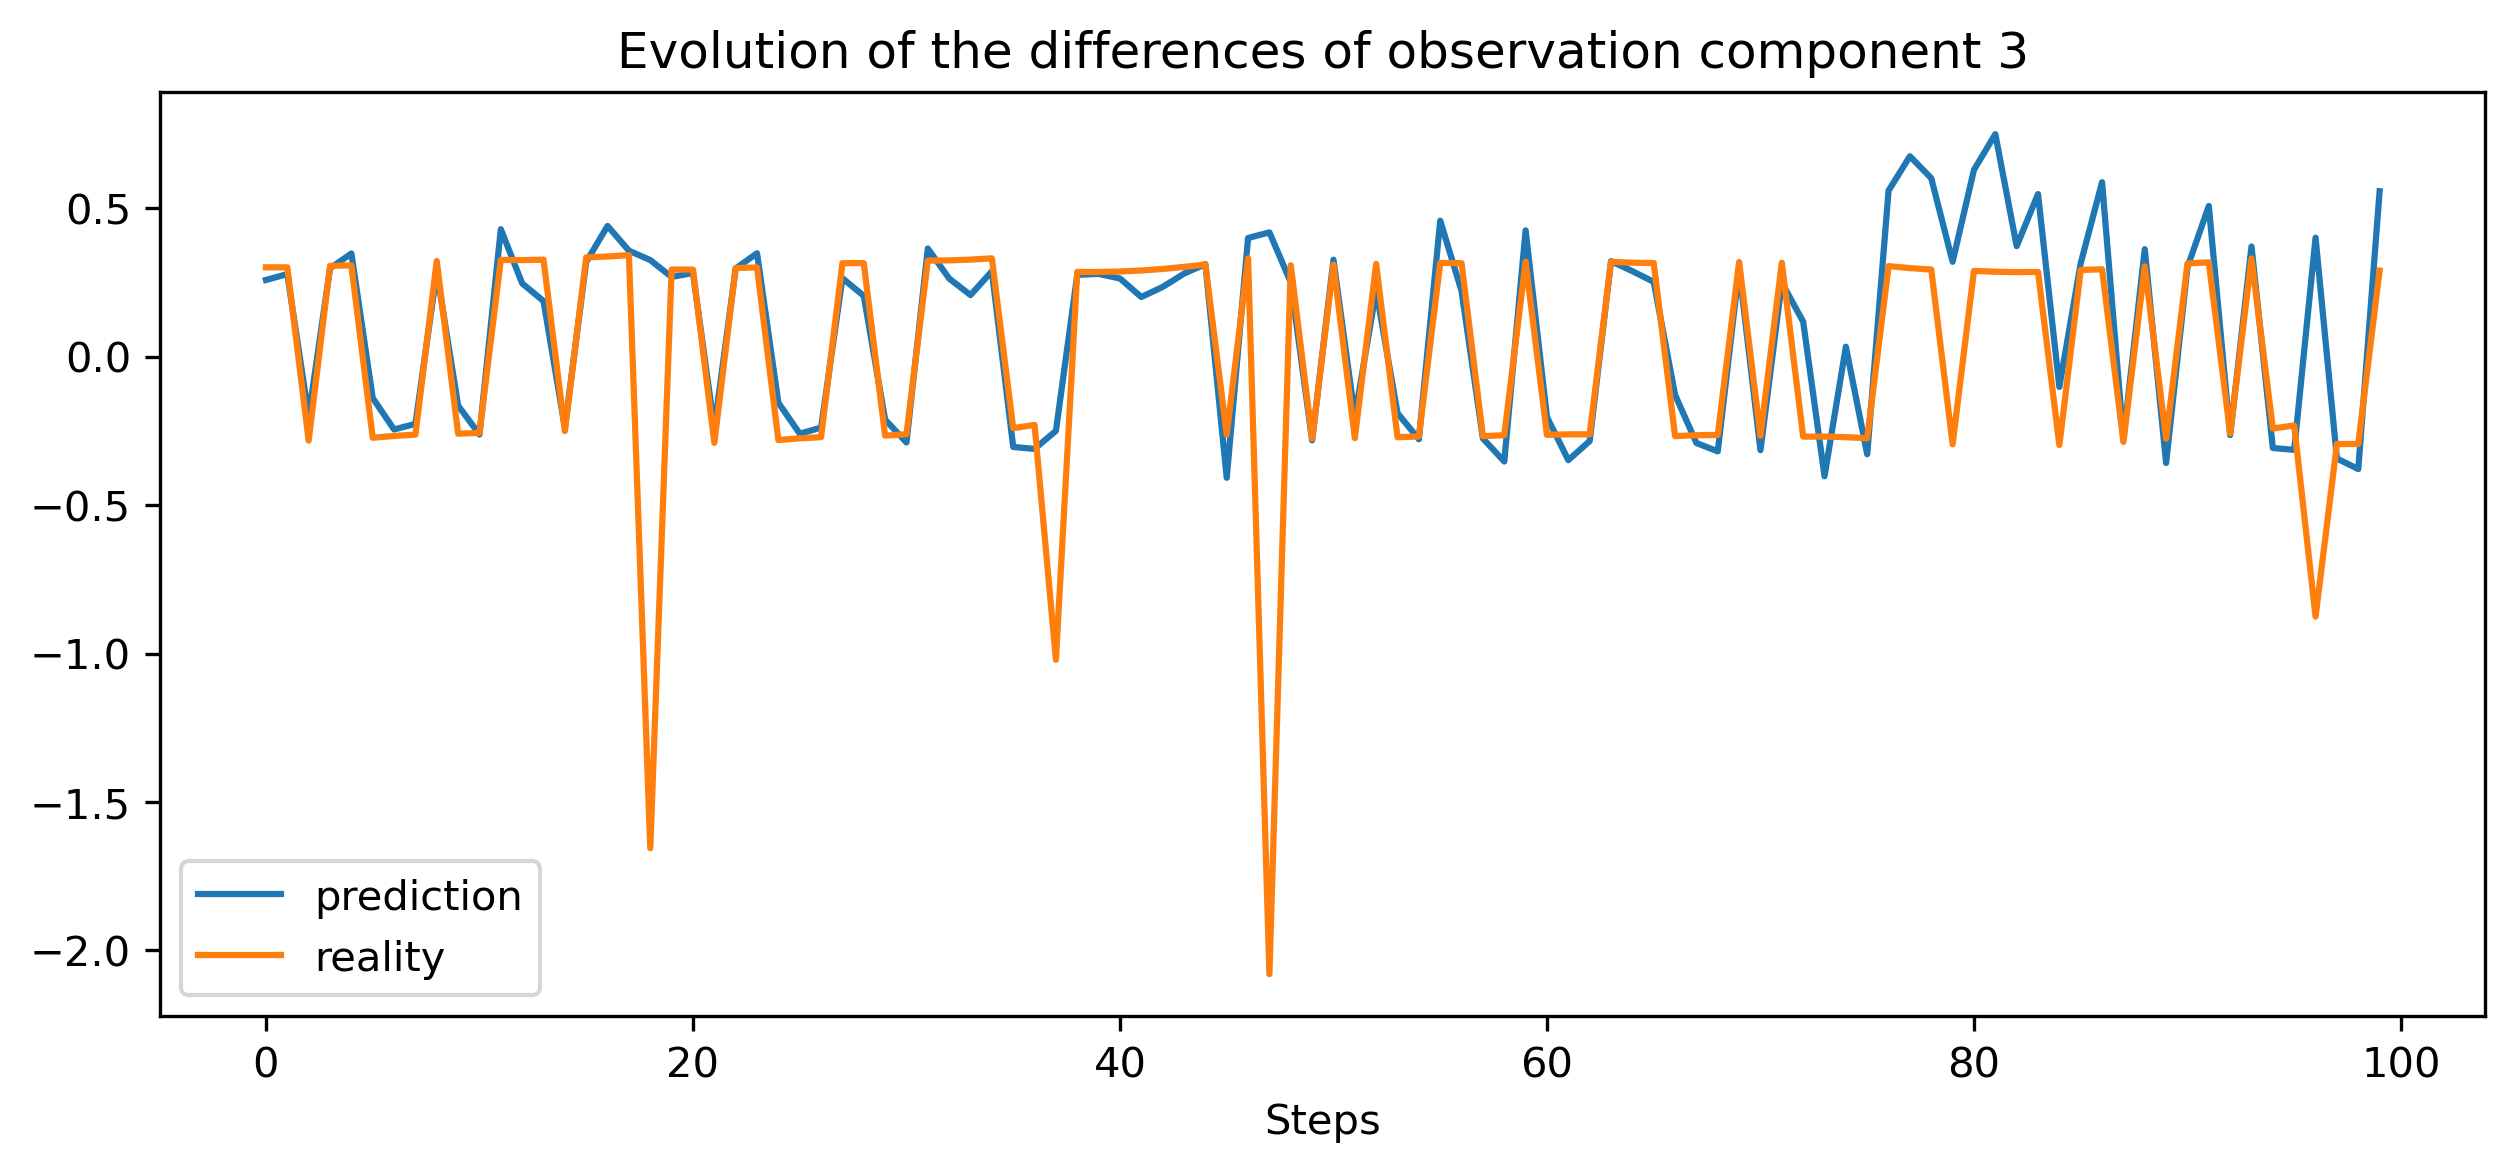 Evolution of the differences of observation component 3
0.5
0.0
−0.5
−1.0
−1.5
−2.0
prediction
reality
0 20 40 60 80 100
Steps